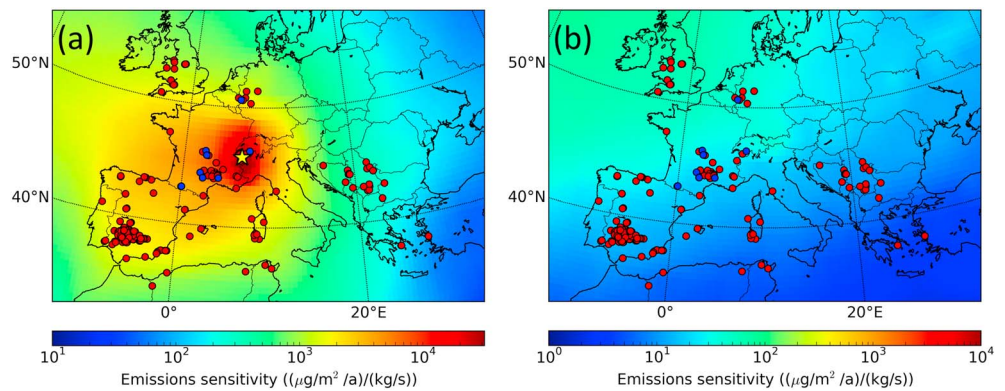 (a)
50°N
40°N
0°
20°E
10¹ 10² 10³ 10⁴
Emissions sensitivity ((μg/m² /a)/(kg/s))
(b)
50°N
40°N
0°
20°E
10⁰ 10¹ 10² 10³ 10⁴
Emissions sensitivity ((μg/m² /a)/(kg/s))